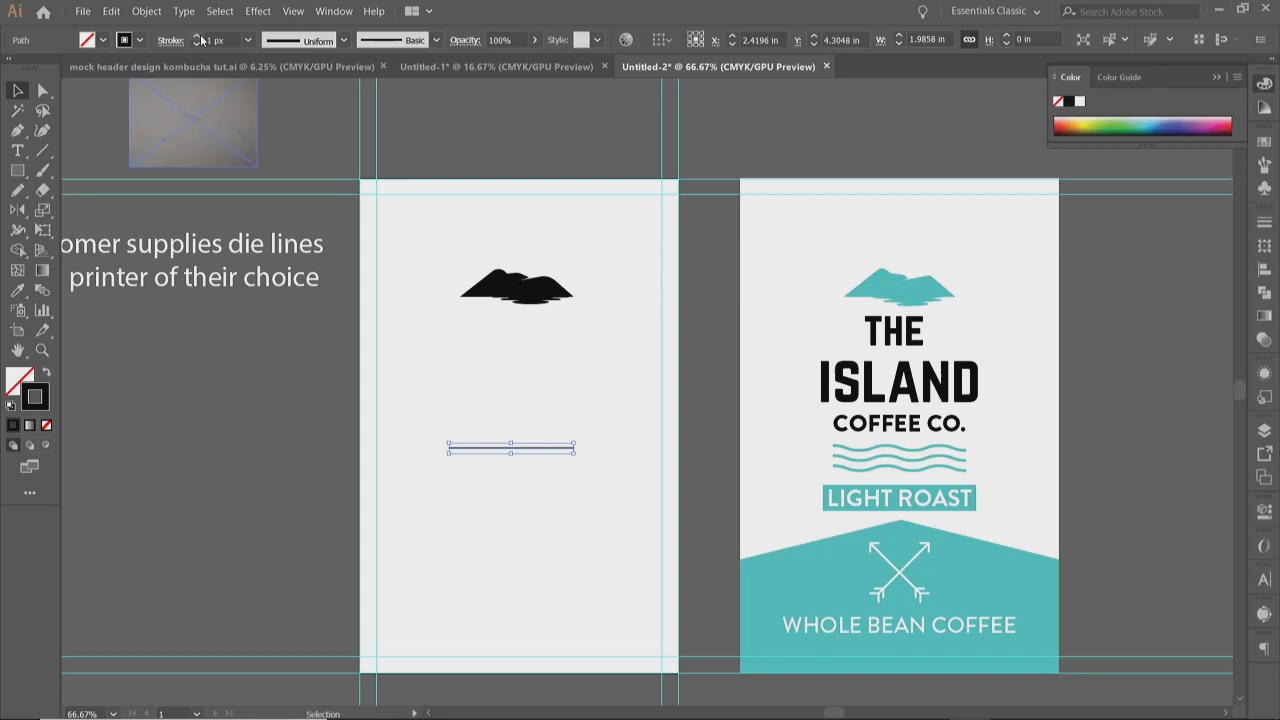 Ai File Edit Object Type Select Effect View Window Help Essentials Classic Search Adobe Stock
Path Stroke: 1 px Uniform Basic Opacity: 100% Style: X: 2.4196 in Y: 4.3048 in W: 1.9858 in H: 0 in
mock header design kombucha tut.ai @ 6.25% (CMYK/GPU Preview) × Untitled-1* @ 16.67% (CMYK/GPU Preview) × Untitled-2* @ 66.67% (CMYK/GPU Preview) ×
Color Color Guide
omer supplies die lines
printer of their choice
THE
ISLAND
COFFEE CO.
LIGHT ROAST
WHOLE BEAN COFFEE
66.67% 1 Selection